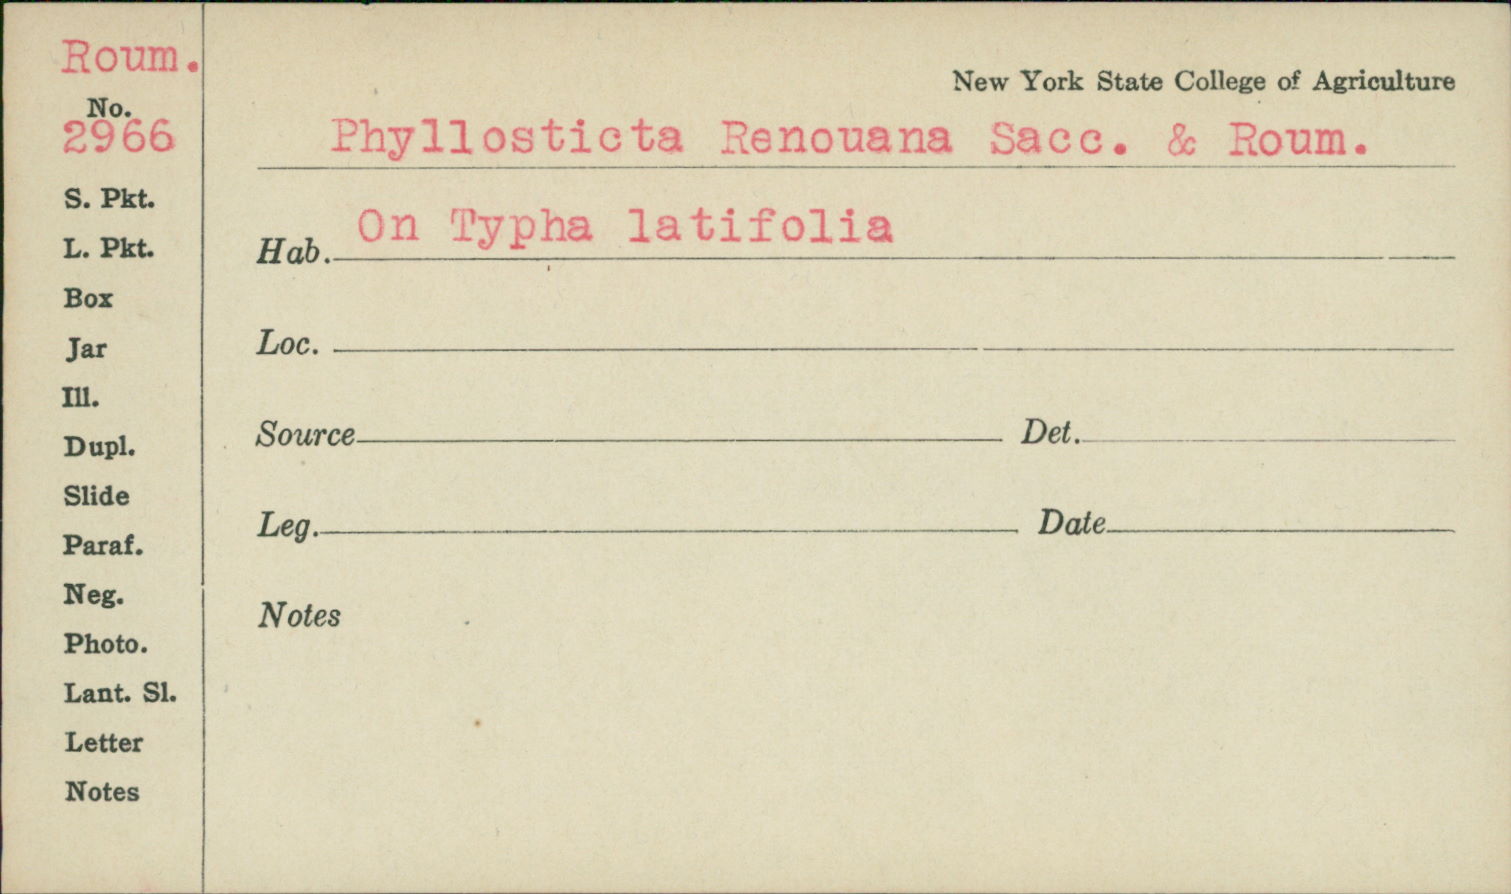 Roum.
No.
2966
S. Pkt.
L. Pkt.
Box
Jar
Ill.
Dupl.
Slide
Paraf.
Neg.
Photo.
Lant. Sl.
Letter
Notes
New York State College of Agriculture
Phyllosticta Renouana Sacc. & Roum.
Hab. On Typha latifolia
Loc.
Source Det.
Leg. Date
Notes